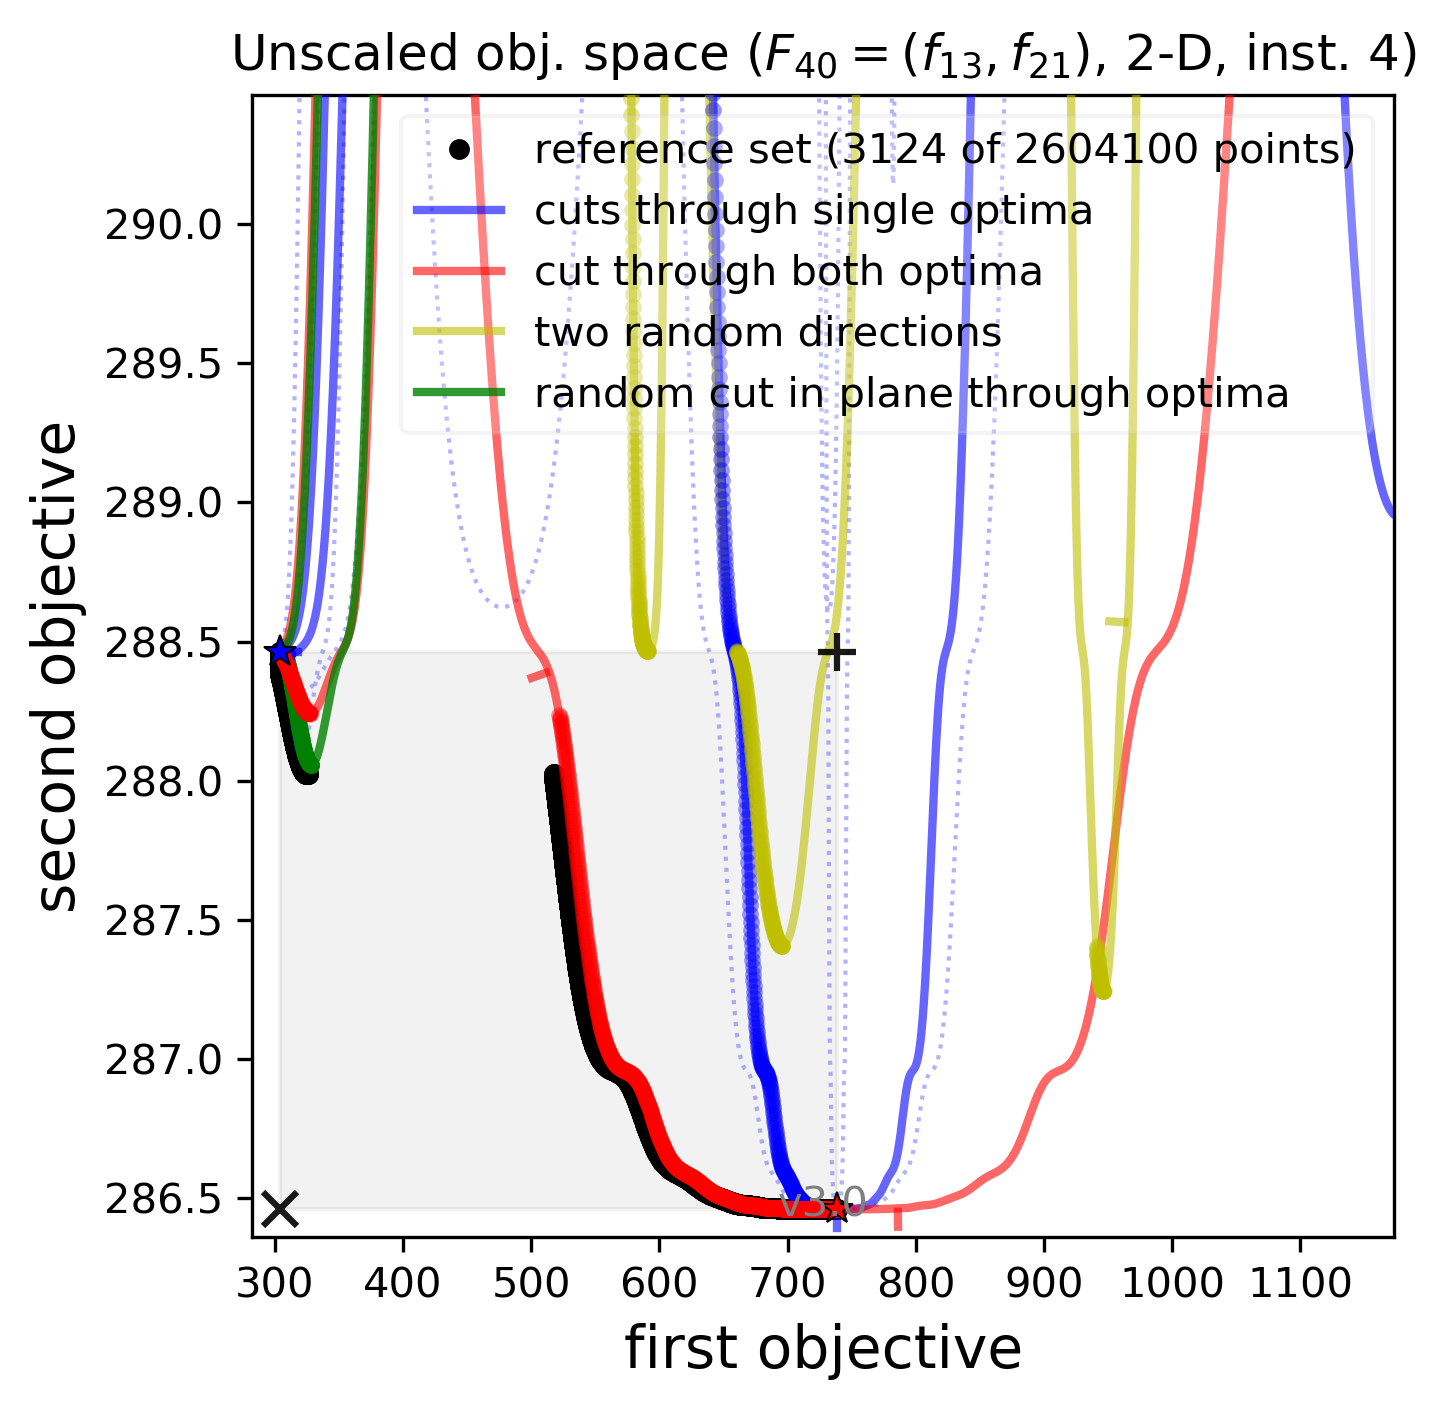 Unscaled obj. space (F₄₀ = (f₁₃, f₂₁), 2-D, inst. 4)
reference set (3124 of 2604100 points)
cuts through single optima
cut through both optima
two random directions
random cut in plane through optima
290.0
289.5
289.0
288.5
288.0
287.5
287.0
286.5
second objective
v3.0
300 400 500 600 700 800 900 1000 1100
first objective